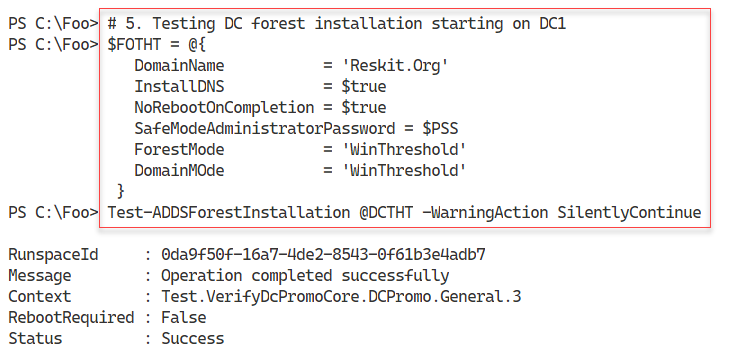 PS C:\Foo> # 5. Testing DC forest installation starting on DC1
PS C:\Foo> $FOTHT = @{
DomainName = 'Reskit.Org'
InstallDNS = $true
NoRebootOnCompletion = $true
SafeModeAdministratorPassword = $PSS
ForestMode = 'WinThreshold'
DomainMOde = 'WinThreshold'
}
PS C:\Foo> Test-ADDSForestInstallation @DCTHT -WarningAction SilentlyContinue
RunspaceId : 0da9f50f-16a7-4de2-8543-0f61b3e4adb7
Message : Operation completed successfully
Context : Test.VerifyDcPromoCore.DCPromo.General.3
RebootRequired : False
Status : Success